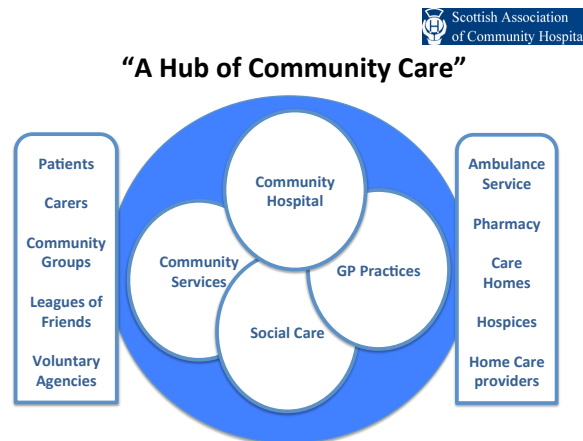 Scottish Association
of Community Hospita
“A Hub of Community Care”
Patients
Carers
Community
Groups
Leagues of
Friends
Voluntary
Agencies
Community
Hospital
Community
Services
GP Practices
Social Care
Ambulance
Service
Pharmacy
Care
Homes
Hospices
Home Care
providers